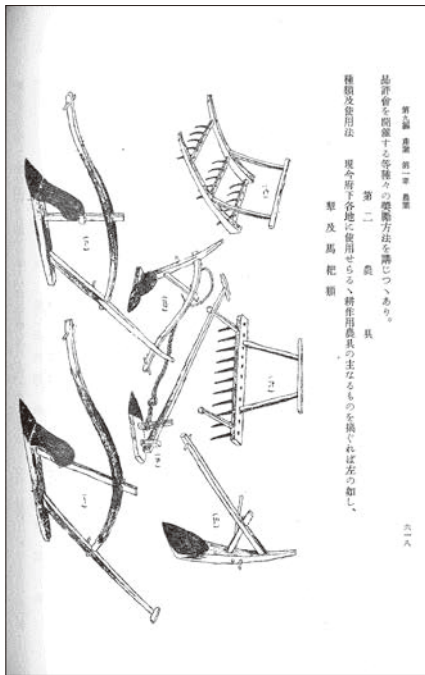 第九編 產業 第一章 農業
六一八
品評會を開催する等種々の奬勵方法を講じつゝあり。
第二 農具
種類及使用法 現今府下各地に使用せらるゝ耕作用農具の主なるものを揭ぐれば左の如し、
犂及馬耙類